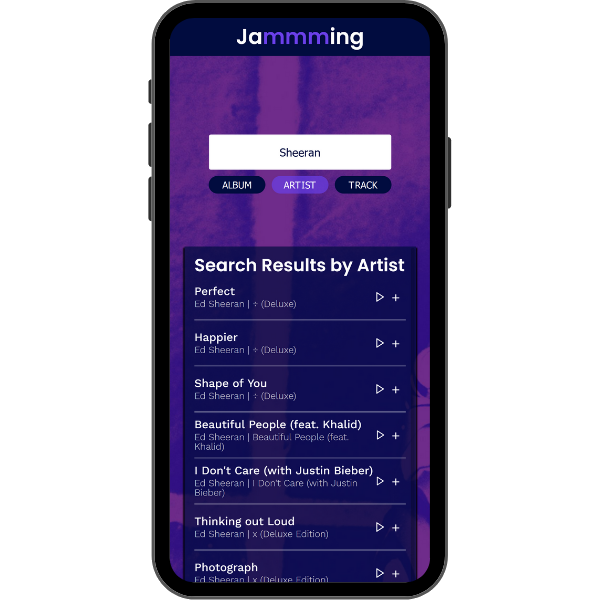 Jammming
Sheeran
ALBUM ARTIST TRACK
Search Results by Artist
Perfect
Ed Sheeran | ÷ (Deluxe)
Happier
Ed Sheeran | ÷ (Deluxe)
Shape of You
Ed Sheeran | ÷ (Deluxe)
Beautiful People (feat. Khalid)
Ed Sheeran | Beautiful People (feat.
Khalid)
I Don't Care (with Justin Bieber)
Ed Sheeran | I Don't Care (with Justin
Bieber)
Thinking out Loud
Ed Sheeran | x (Deluxe Edition)
Photograph
Ed Sheeran | x (Deluxe Edition)